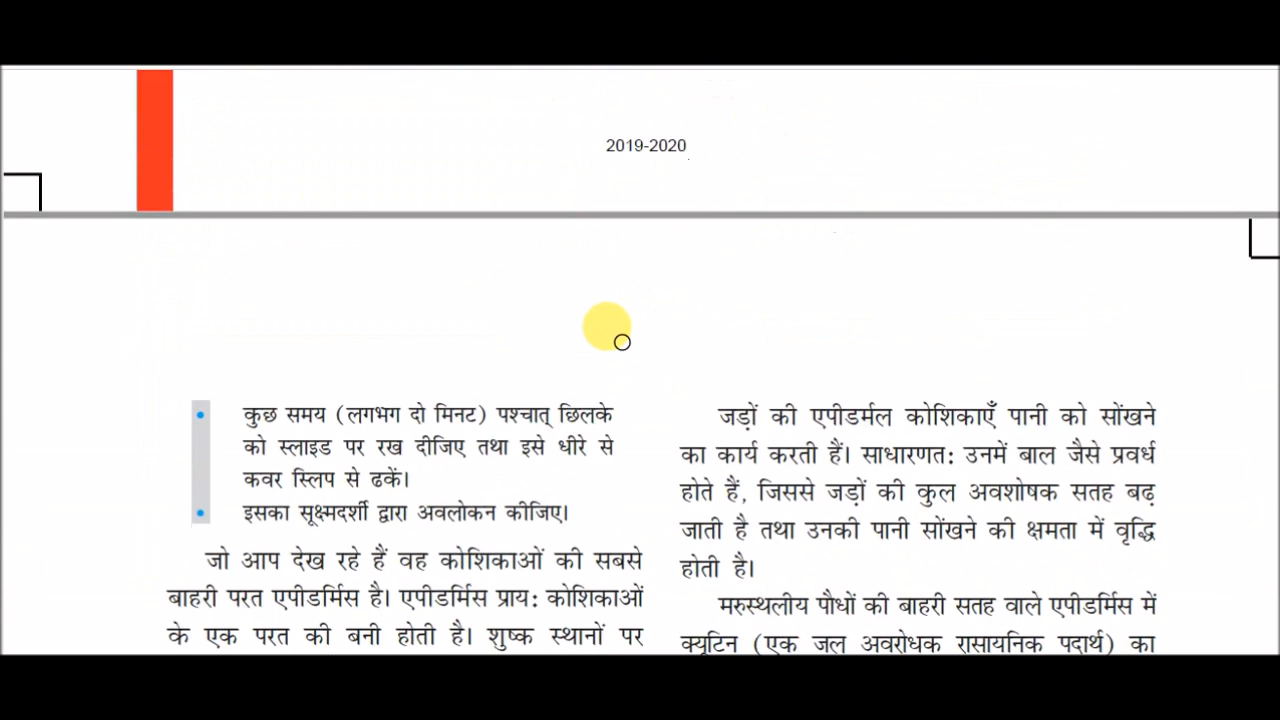 2019-2020
• कुछ समय (लगभग दो मिनट) पश्चात् छिलके
को स्लाइड पर रख दीजिए तथा इसे धीरे से
कवर स्लिप से ढकें।
• इसका सूक्ष्मदर्शी द्वारा अवलोकन कीजिए।
जो आप देख रहे हैं वह कोशिकाओं की सबसे
बाहरी परत एपीडर्मिस है। एपीडर्मिस प्राय: कोशिकाओं
के एक परत की बनी होती है। शुष्क स्थानों पर
जड़ों की एपीडर्मल कोशिकाएँ पानी को सोंखने
का कार्य करती हैं। साधारणत: उनमें बाल जैसे प्रवर्ध
होते हैं, जिससे जड़ों की कुल अवशोषक सतह बढ़
जाती है तथा उनकी पानी सोंखने की क्षमता में वृद्धि
होती है।
मरुस्थलीय पौधों की बाहरी सतह वाले एपीडर्मिस में
क्यूटिन (एक जल अवरोधक रासायनिक पदार्थ) का